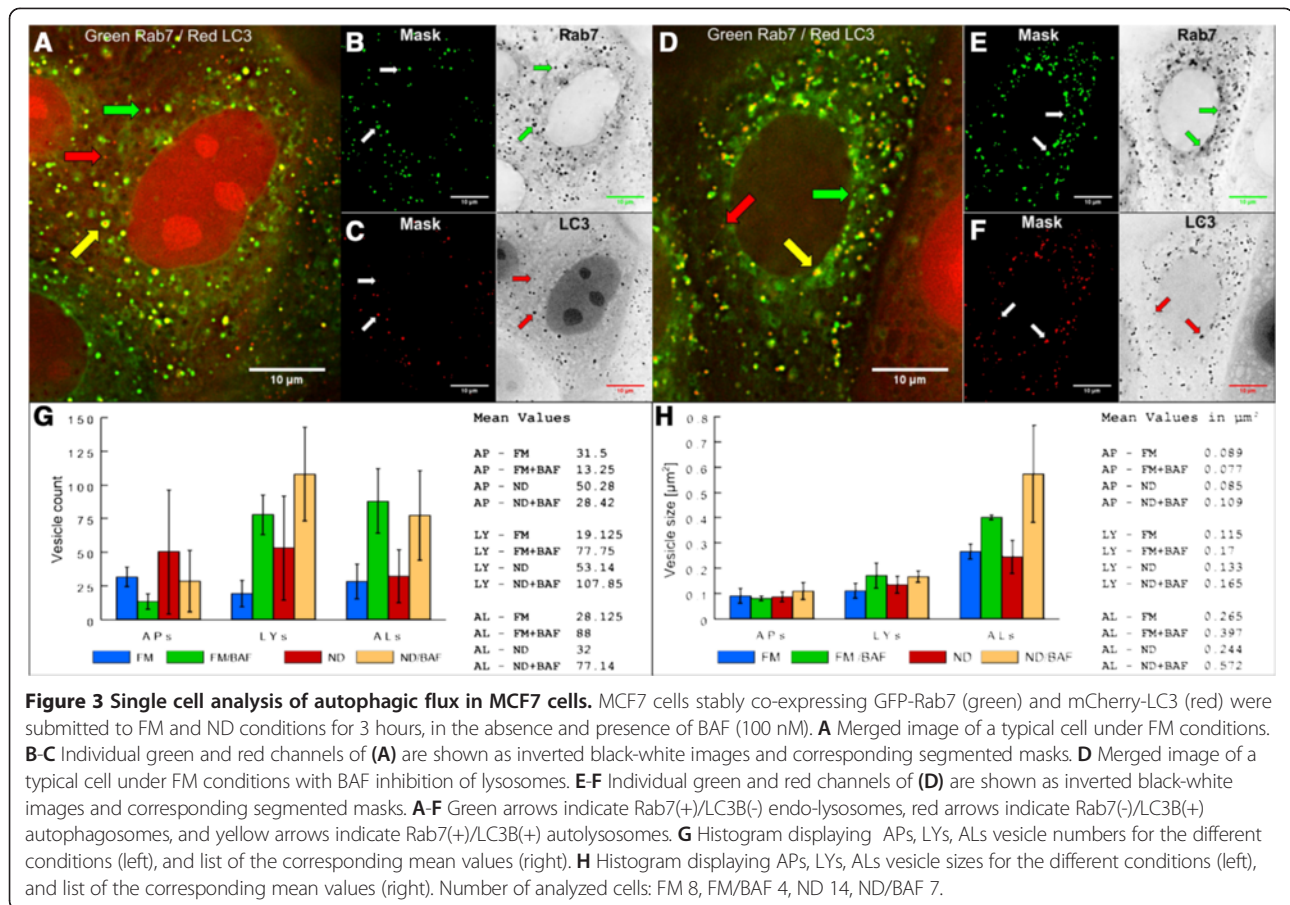 A Green Rab7 / Red LC3
B Mask Rab7
10 µm 10 µm
C Mask LC3
10 µm 10 µm
10 µm
D Green Rab7 / Red LC3
E Mask Rab7
10 µm 10 µm
F Mask LC3
10 µm 10 µm
10 µm
G
Vesicle count
150
125
100
75
50
25
0
APs LYs ALs
FM FM/BAF ND ND/BAF
Mean Values
AP - FM 31.5
AP - FM+BAF 13.25
AP - ND 50.28
AP - ND+BAF 28.42
LY - FM 19.125
LY - FM+BAF 77.75
LY - ND 53.14
LY - ND+BAF 107.85
AL - FM 28.125
AL - FM+BAF 88
AL - ND 32
AL - ND+BAF 77.14
H
Vesicle size [µm²]
0.8
0.7
0.6
0.5
0.4
0.3
0.2
0.1
0
APs LYs ALs
FM FM/BAF ND ND/BAF
Mean Values in µm²
AP - FM 0.089
AP - FM+BAF 0.077
AP - ND 0.085
AP - ND+BAF 0.109
LY - FM 0.115
LY - FM+BAF 0.17
LY - ND 0.133
LY - ND+BAF 0.165
AL - FM 0.265
AL - FM+BAF 0.397
AL - ND 0.244
AL - ND+BAF 0.572
Figure 3 Single cell analysis of autophagic flux in MCF7 cells. MCF7 cells stably co-expressing GFP-Rab7 (green) and mCherry-LC3 (red) were
submitted to FM and ND conditions for 3 hours, in the absence and presence of BAF (100 nM). A Merged image of a typical cell under FM conditions.
B-C Individual green and red channels of (A) are shown as inverted black-white images and corresponding segmented masks. D Merged image of a
typical cell under FM conditions with BAF inhibition of lysosomes. E-F Individual green and red channels of (D) are shown as inverted black-white
images and corresponding segmented masks. A-F Green arrows indicate Rab7(+)/LC3B(-) endo-lysosomes, red arrows indicate Rab7(-)/LC3B(+)
autophagosomes, and yellow arrows indicate Rab7(+)/LC3B(+) autolysosomes. G Histogram displaying APs, LYs, ALs vesicle numbers for the different
conditions (left), and list of the corresponding mean values (right). H Histogram displaying APs, LYs, ALs vesicle sizes for the different conditions (left),
and list of the corresponding mean values (right). Number of analyzed cells: FM 8, FM/BAF 4, ND 14, ND/BAF 7.